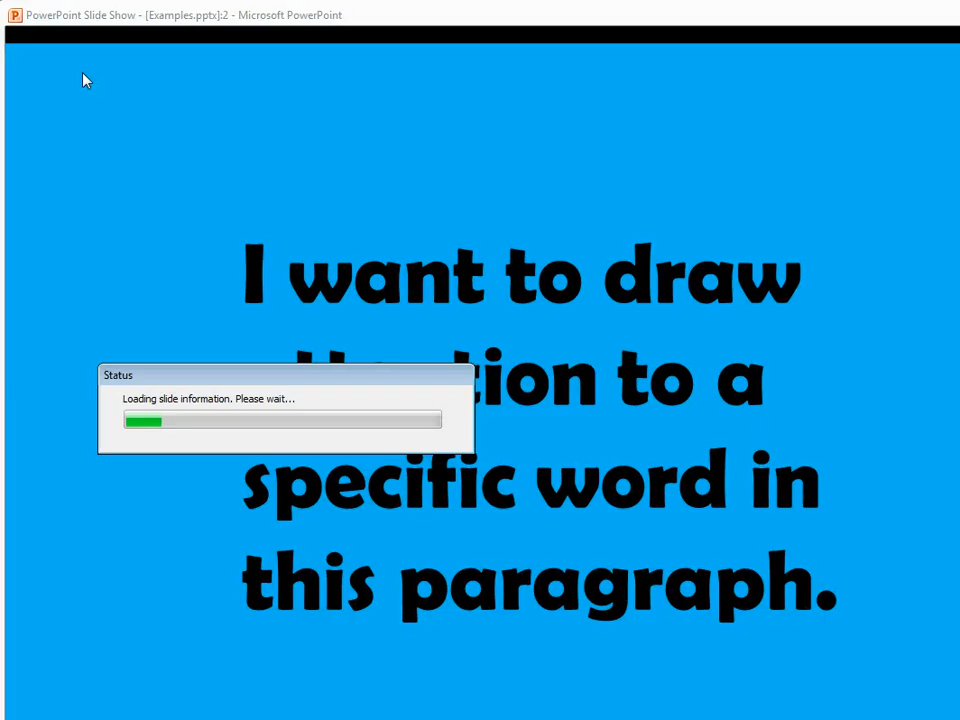 PowerPoint Slide Show - [Examples.pptx]:2 - Microsoft PowerPoint
I want to draw
tion to a
Status
Loading slide information. Please wait...
specific word in
this paragraph.